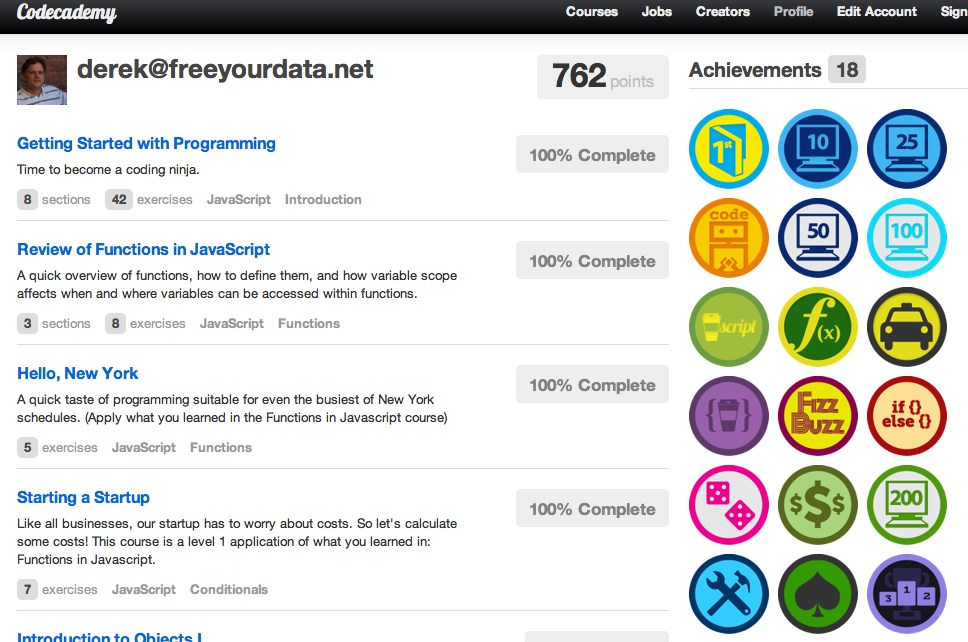 Codecademy
Courses Jobs Creators Profile Edit Account Sign
derek@freeyourdata.net
762 points
Getting Started with Programming
100% Complete
Time to become a coding ninja.
8 sections 42 exercises JavaScript Introduction
Review of Functions in JavaScript
100% Complete
A quick overview of functions, how to define them, and how variable scope
affects when and where variables can be accessed within functions.
3 sections 8 exercises JavaScript Functions
Hello, New York
100% Complete
A quick taste of programming suitable for even the busiest of New York
schedules. (Apply what you learned in the Functions in Javascript course)
5 exercises JavaScript Functions
Starting a Startup
100% Complete
Like all businesses, our startup has to worry about costs. So let's calculate
some costs! This course is a level 1 application of what you learned in:
Functions in Javascript.
7 exercises JavaScript Conditionals
Introduction to Objects I
Achievements 18
1st 10 25
code 50 100
script f(x)
{ } FIZZ BUZZ if {} else {}
$ $ $ 200
3 1 2